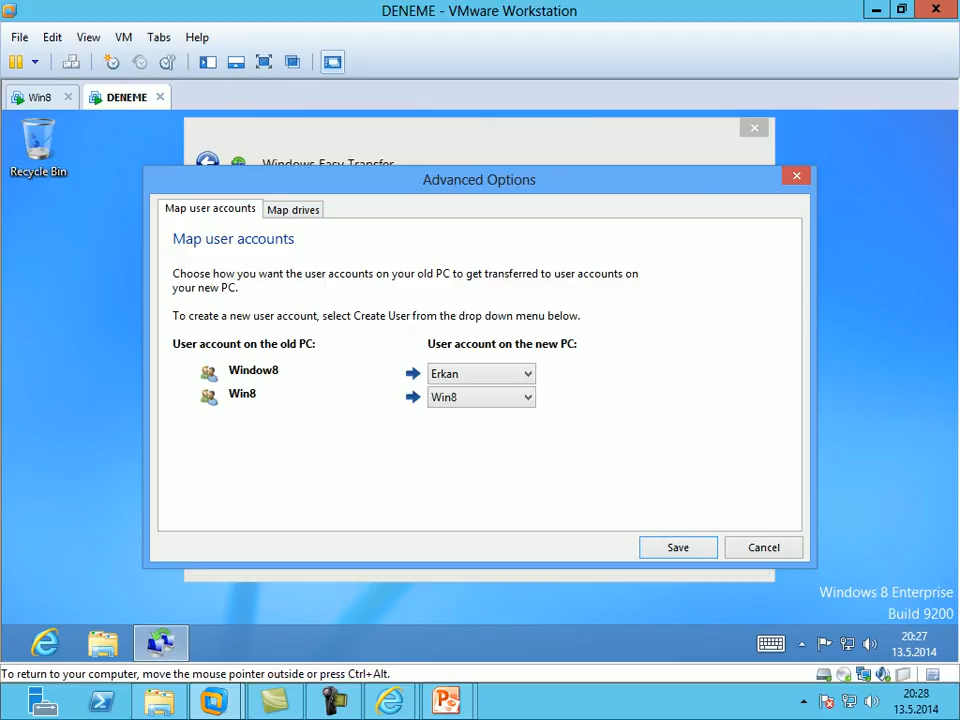 DENEME - VMware Workstation
File Edit View VM Tabs Help
Win8 DENEME
Recycle Bin
Windows Easy Transfer
Advanced Options
Map user accounts Map drives
Map user accounts
Choose how you want the user accounts on your old PC to get transferred to user accounts on
your new PC.
To create a new user account, select Create User from the drop down menu below.
User account on the old PC: User account on the new PC:
Window8 Erkan
Win8 Win8
Save Cancel
Windows 8 Enterprise
Build 9200
20:27
13.5.2014
To return to your computer, move the mouse pointer outside or press Ctrl+Alt.
20:28
13.5.2014